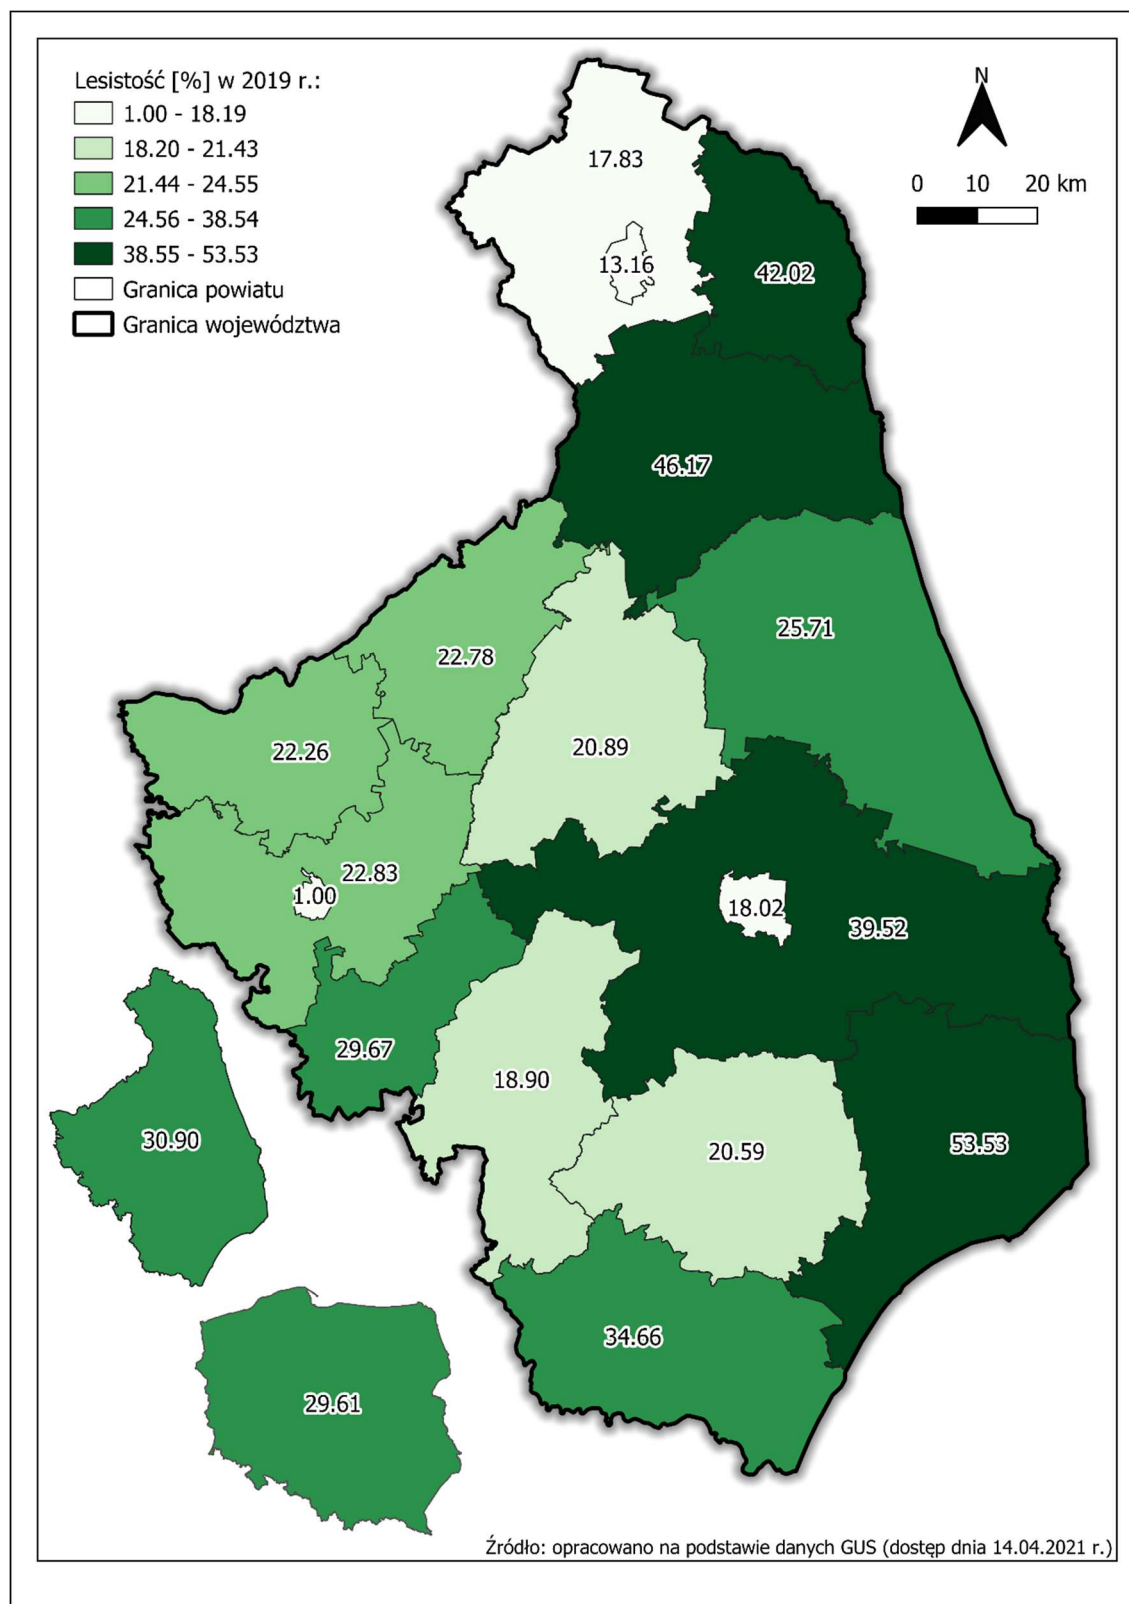 Lesistość [%] w 2019 r.:
1.00 - 18.19
18.20 - 21.43
21.44 - 24.55
24.56 - 38.54
38.55 - 53.53
Granica powiatu
Granica województwa
N
0 10 20 km
17.83
13.16
42.02
46.17
25.71
22.78
22.26
20.89
22.83
1.00
18.02
39.52
29.67
18.90
20.59
53.53
30.90
34.66
29.61
Źródło: opracowano na podstawie danych GUS (dostęp dnia 14.04.2021 r.)